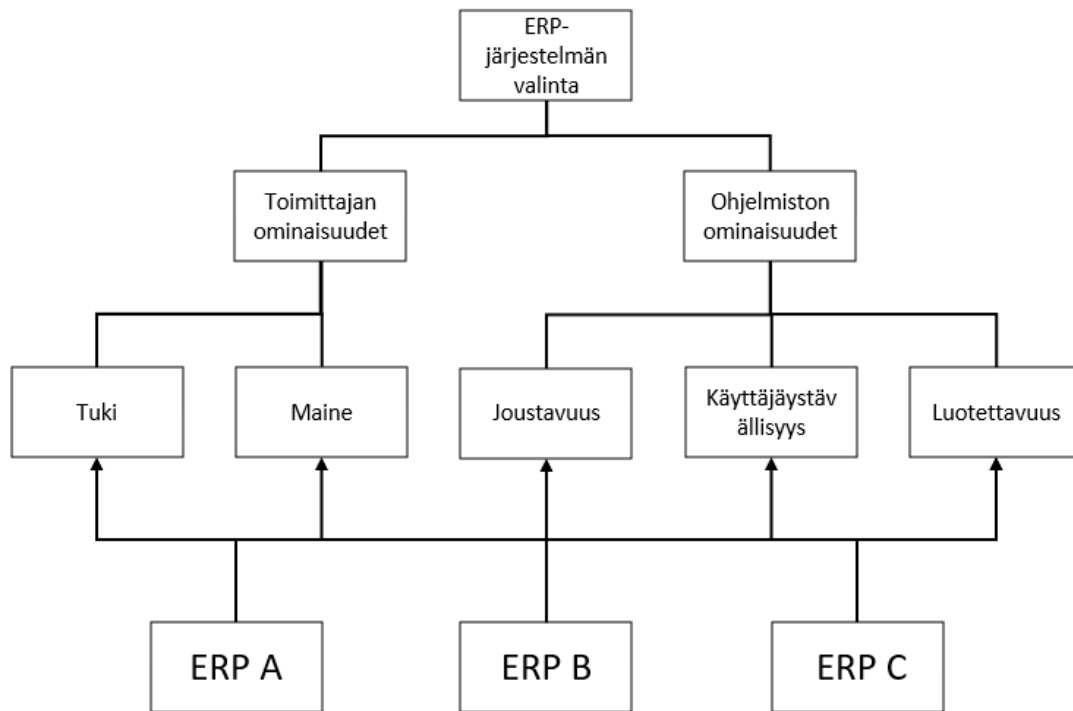 ERP-
järjestelmän
valinta
Toimittajan
ominaisuudet
Ohjelmiston
ominaisuudet
Tuki
Maine
Joustavuus
Käyttäjäystäv
ällisyys
Luotettavuus
ERP A
ERP B
ERP C